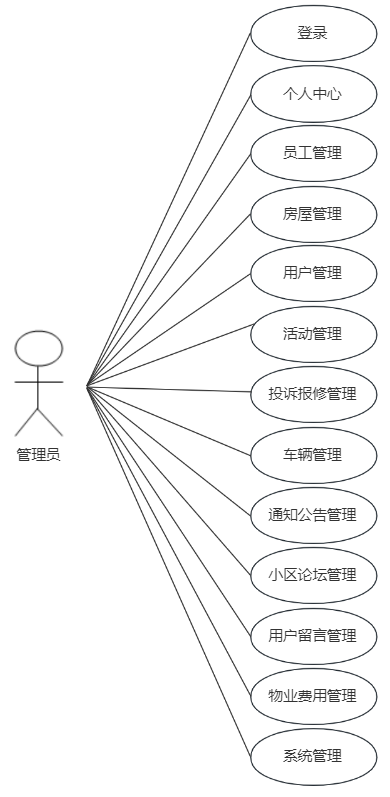 登录
个人中心
员工管理
房屋管理
用户管理
活动管理
投诉报修管理
管理员
车辆管理
通知公告管理
小区论坛管理
用户留言管理
物业费用管理
系统管理